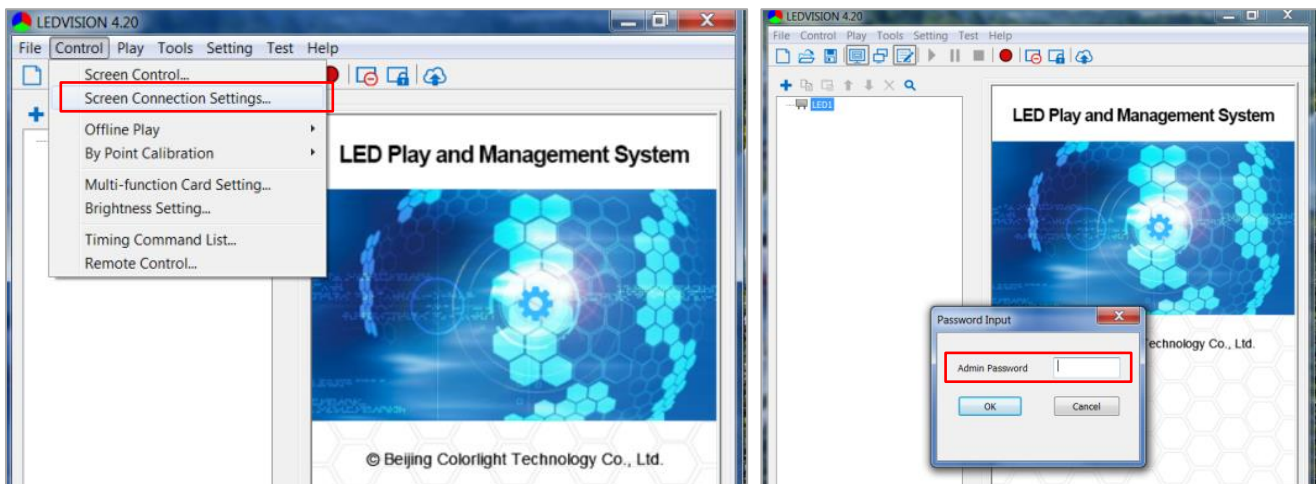 LEDVISION 4.20
File Control Play Tools Setting Test Help
Screen Control...
Screen Connection Settings...
Offline Play
By Point Calibration
Multi-function Card Setting...
Brightness Setting...
Timing Command List...
Remote Control...
LED Play and Management System
© Beijing Colorlight Technology Co., Ltd.
LEDVISION 4.20
File Control Play Tools Setting Test Help
LED1
LED Play and Management System
Password Input
Admin Password
OK Cancel
Technology Co., Ltd.